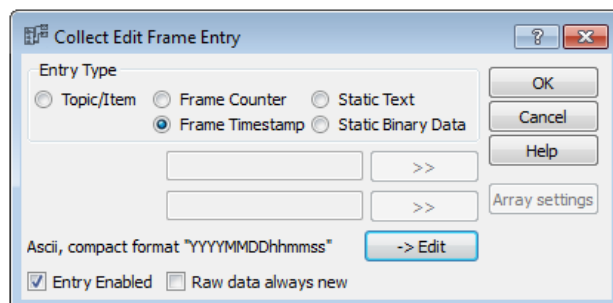 Collect Edit Frame Entry
?
Entry Type
Topic/Item Frame Counter Static Text
Frame Timestamp Static Binary Data
OK
Cancel
Help
>>
>>
Array settings
Ascii, compact format "YYYYMMDDhhmmss" -> Edit
Entry Enabled Raw data always new